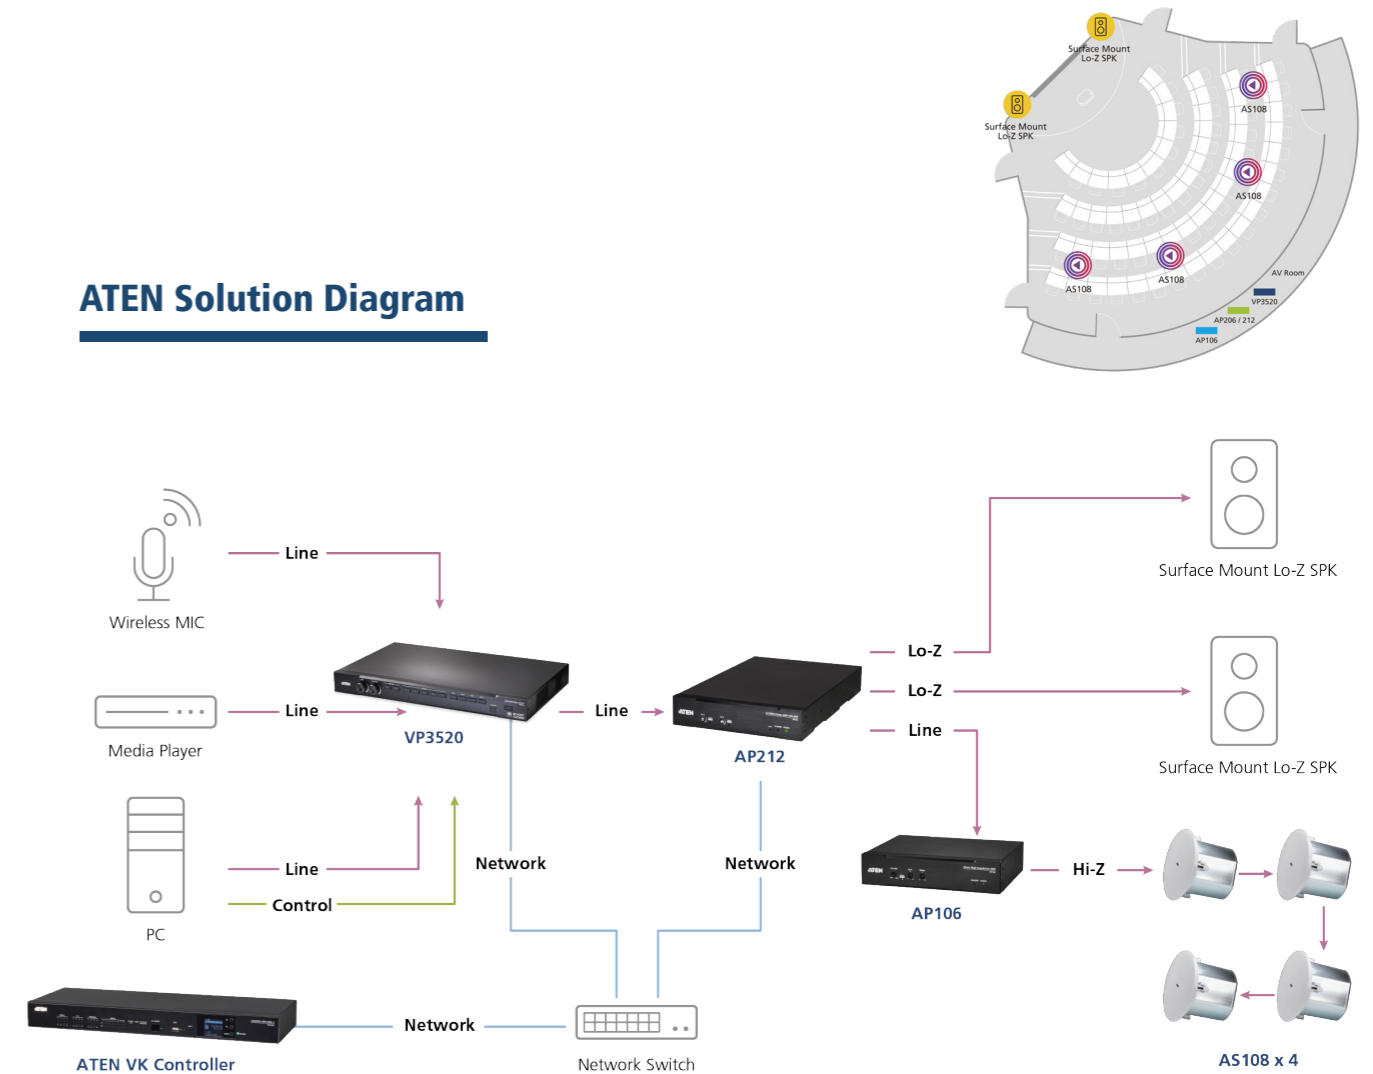 Surface Mount
Lo-Z SPK
Surface Mount
Lo-Z SPK
AS108
AS108
AS108
AS108
AV Room
VP3520
AP206 / 212
AP106
ATEN Solution Diagram
Wireless MIC
Line
Media Player
Line
VP3520
Line
PC
Line
Control
Network
ATEN
AP212
Network
Lo-Z
Surface Mount Lo-Z SPK
Lo-Z
Surface Mount Lo-Z SPK
Line
ATEN
AP106
Hi-Z
AS108 x 4
ATEN VK Controller
Network
Network Switch